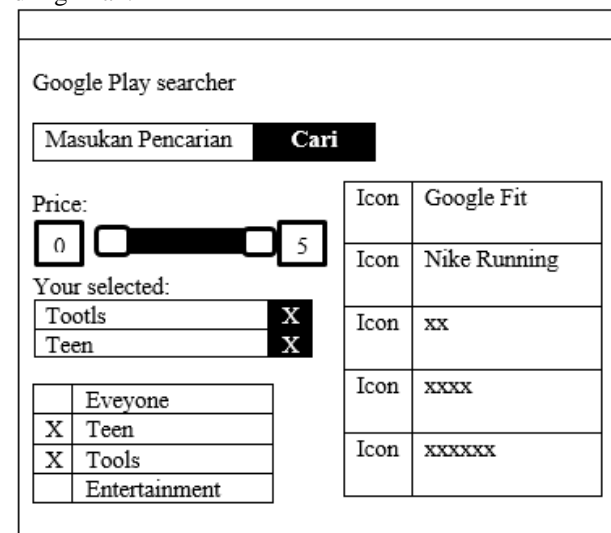 Google Play searcher
Masukan Pencarian Cari
Price:
0 5
Your selected:
Tootls X
Teen X
Eveyone
X Teen
X Tools
Entertainment
Icon Google Fit
Icon Nike Running
Icon xx
Icon xxxx
Icon xxxxxx